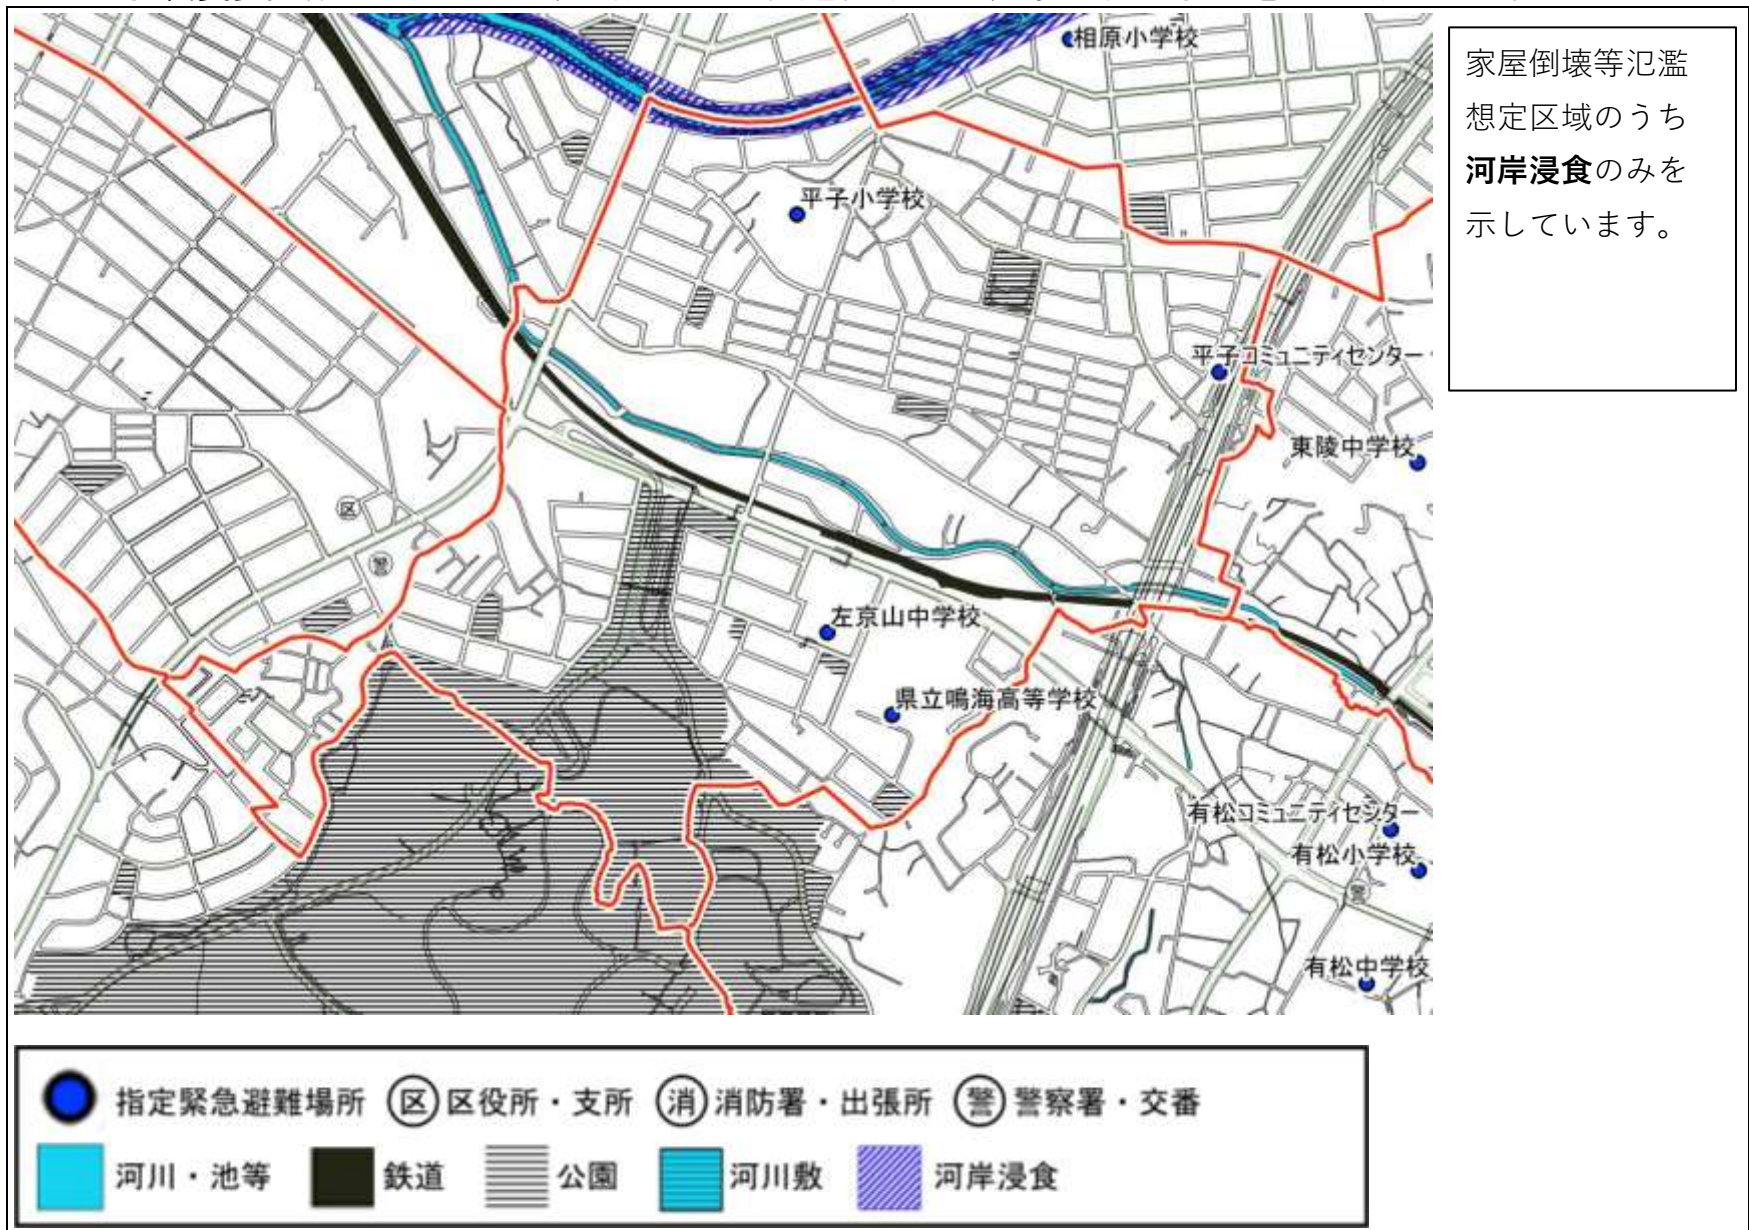 家屋倒壊等氾濫
想定区域のうち
河岸浸食のみを
示しています。
相原小学校
平子小学校
平子コミュニティセンター
東陵中学校
区
警
左京山中学校
県立鳴海高等学校
有松コミュニティセンター
有松小学校
警
有松中学校
指定緊急避難場所 区 区役所・支所 消 消防署・出張所 警 警察署・交番
河川・池等 鉄道 公園 河川敷 河岸浸食